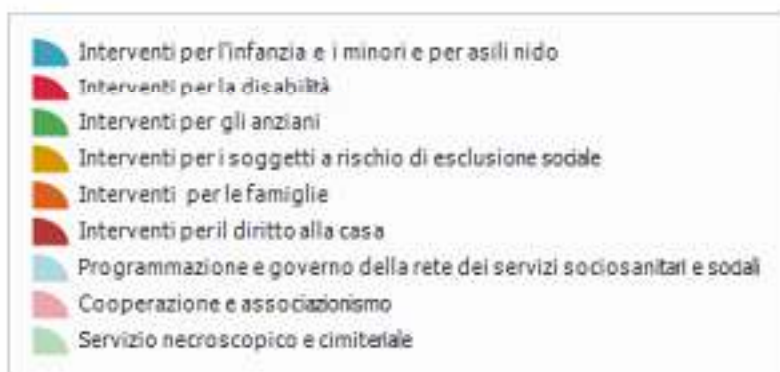 Interventi per l'infanzia e i minori e per asili nido
Interventi per la disabilità
Interventi per gli anziani
Interventi per i soggetti a rischio di esclusione sociale
Interventi per le famiglie
Interventi per il diritto alla casa
Programmazione e governo della rete dei servizi sociosanitari e sociali
Cooperazione e associazionismo
Servizio necroscopico e cimiteriale